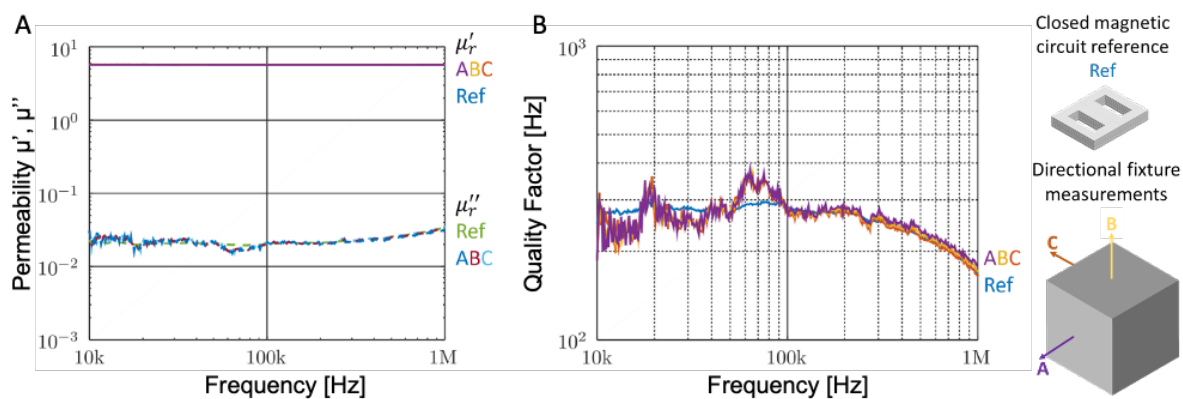 A
Permeability μ', μ''
10¹
10⁰
10⁻¹
10⁻²
10⁻³
10k
100k
1M
Frequency [Hz]
μ′ᵣ
ABC
Ref
μ′′ᵣ
Ref
ABC
B
Quality Factor [Hz]
10³
10²
10k
100k
1M
Frequency [Hz]
ABC
Ref
Closed magnetic
circuit reference
Ref
Directional fixture
measurements
B
C
A